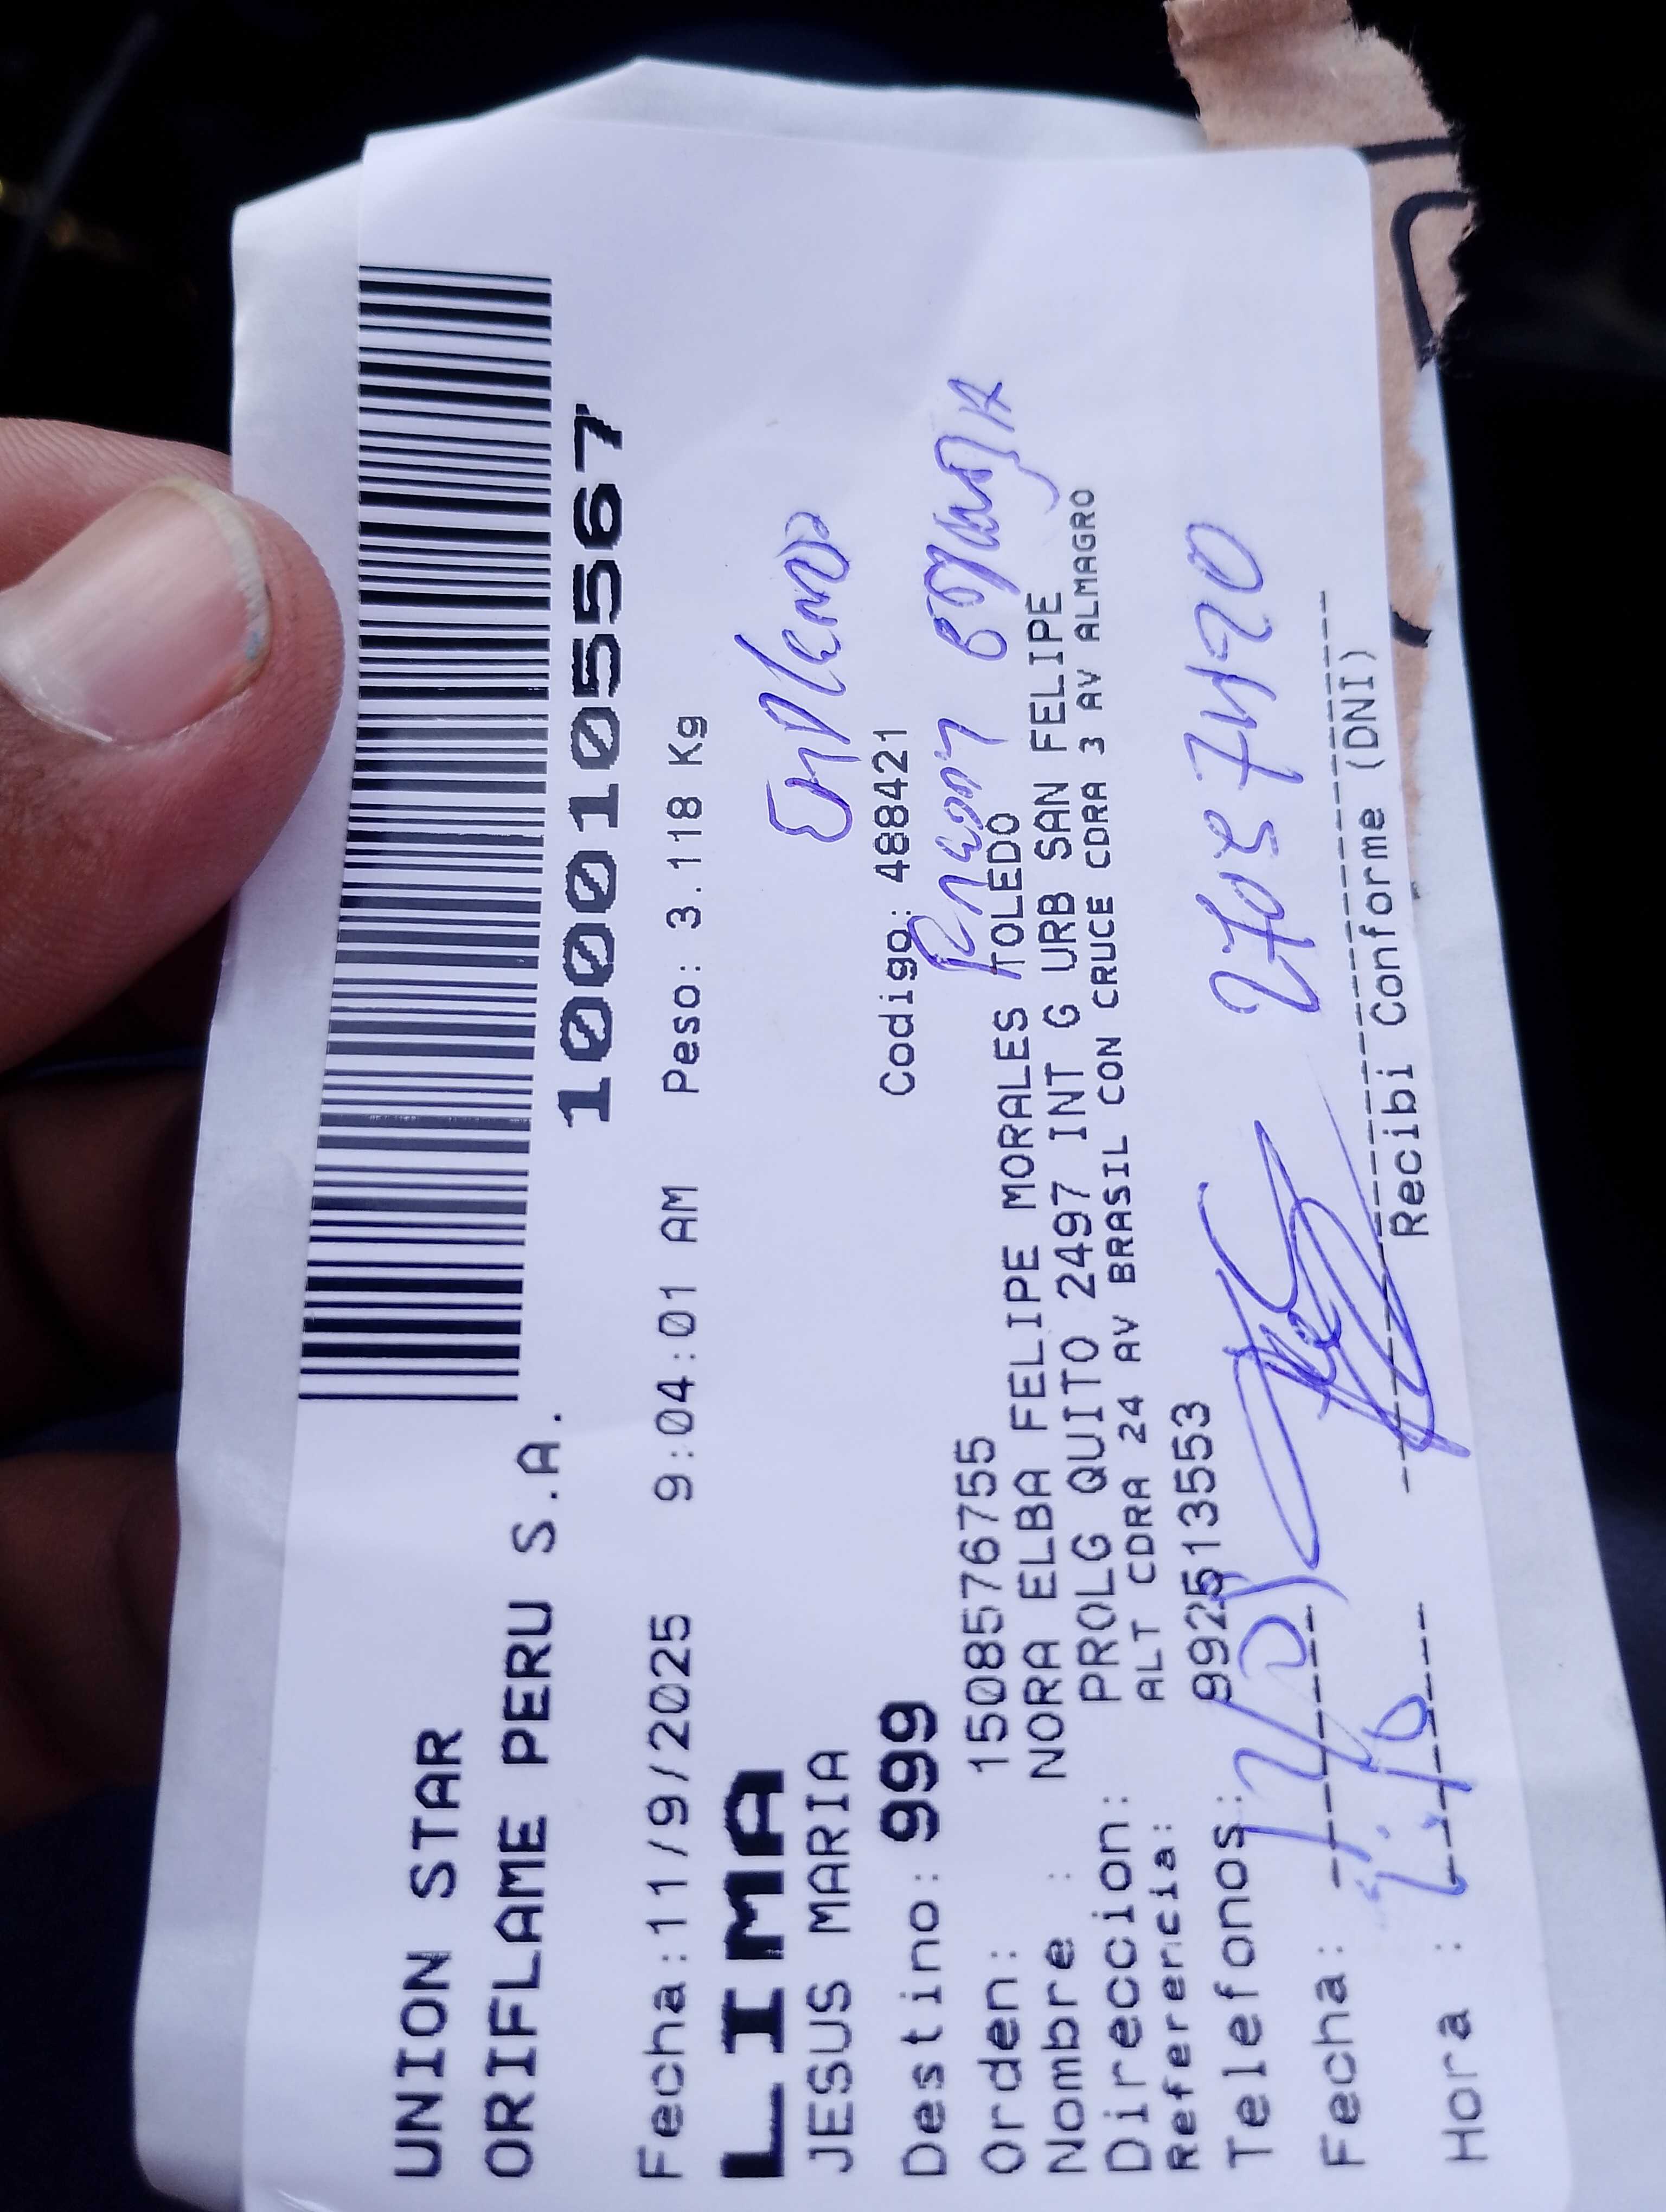 UNION STAR
ORIFLAME PERU S.A.
10010105567
Fecha:11/9/2025 9:04:01 AM Peso: 3.118 Kg
LIMA
JESUS MARIA
Destino: 999 Codigo: 488421
Orden: 15085767 55
Nombre : NORA ELBA FELIPE MORALES TOLEDO
Direccion: PROLG QUITO 2497 INT G URB SAN FELIPE
Referencia: ALT CDRA 24 AV BRASIL CON CRUCE CDRA 3 AV ALMAGRO
Telefonos: 992513553
Fecha:
Hora :
Recibi Conforme (DNI)